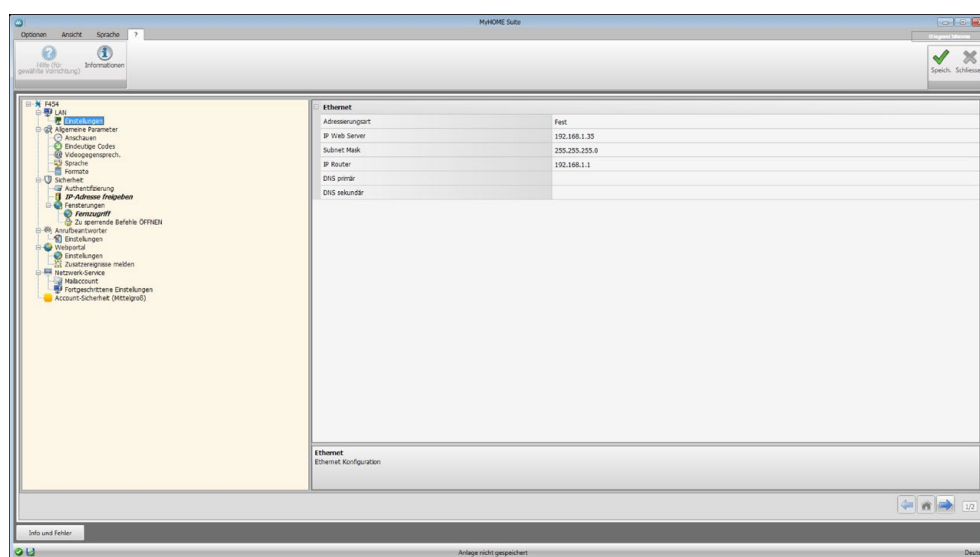 MyHOME Suite
Optionen Ansicht Sprache ?
Hilfe (für
gewählte Vorrichtung)
Informationen
Speich. Schliesse
F454
LAN
Einstellungen
Allgemeine Parameter
Anschauen
Eindeutige Codes
Videogegensprech.
Sprache
Formate
Sicherheit
Authentifizierung
IP-Adresse freigeben
Fensterungen
Fernzugriff
Zu sperrende Befehle ÖFFNEN
Anrufbeantworter
Einstellungen
Webportal
Einstellungen
Zusatzereignisse melden
Netzwerk-Service
Mailaccount
Fortgeschrittene Einstellungen
Account-Sicherheit (Mittelgroß)
Ethernet
Adressierungsart Fest
IP Web Server 192.168.1.35
Subnet Mask 255.255.255.0
IP Router 192.168.1.1
DNS primär
DNS sekundär
Ethernet
Ethernet Konfiguration
1/2
Info und Fehler
Anlage nicht gespeichert
Deuts